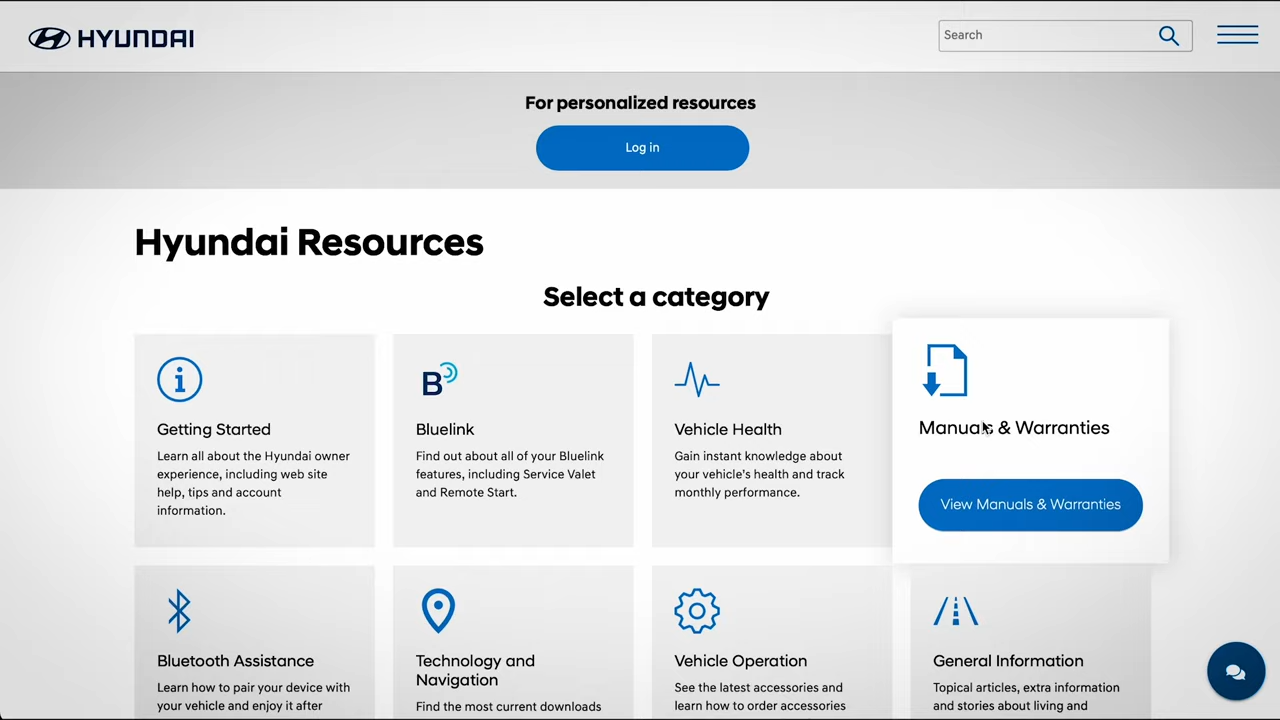 HYUNDAI
Search
For personalized resources
Log in
Hyundai Resources
Select a category
Getting Started
Learn all about the Hyundai owner
experience, including web site
help, tips and account
information.
B
Bluelink
Find out about all of your Bluelink
features, including Service Valet
and Remote Start.
Vehicle Health
Gain instant knowledge about
your vehicle's health and track
monthly performance.
Manuals & Warranties
View Manuals & Warranties
Bluetooth Assistance
Learn how to pair your device with
your vehicle and enjoy it after
Technology and
Navigation
Find the most current downloads
Vehicle Operation
See the latest accessories and
learn how to order accessories
General Information
Topical articles, extra information
and stories about living and